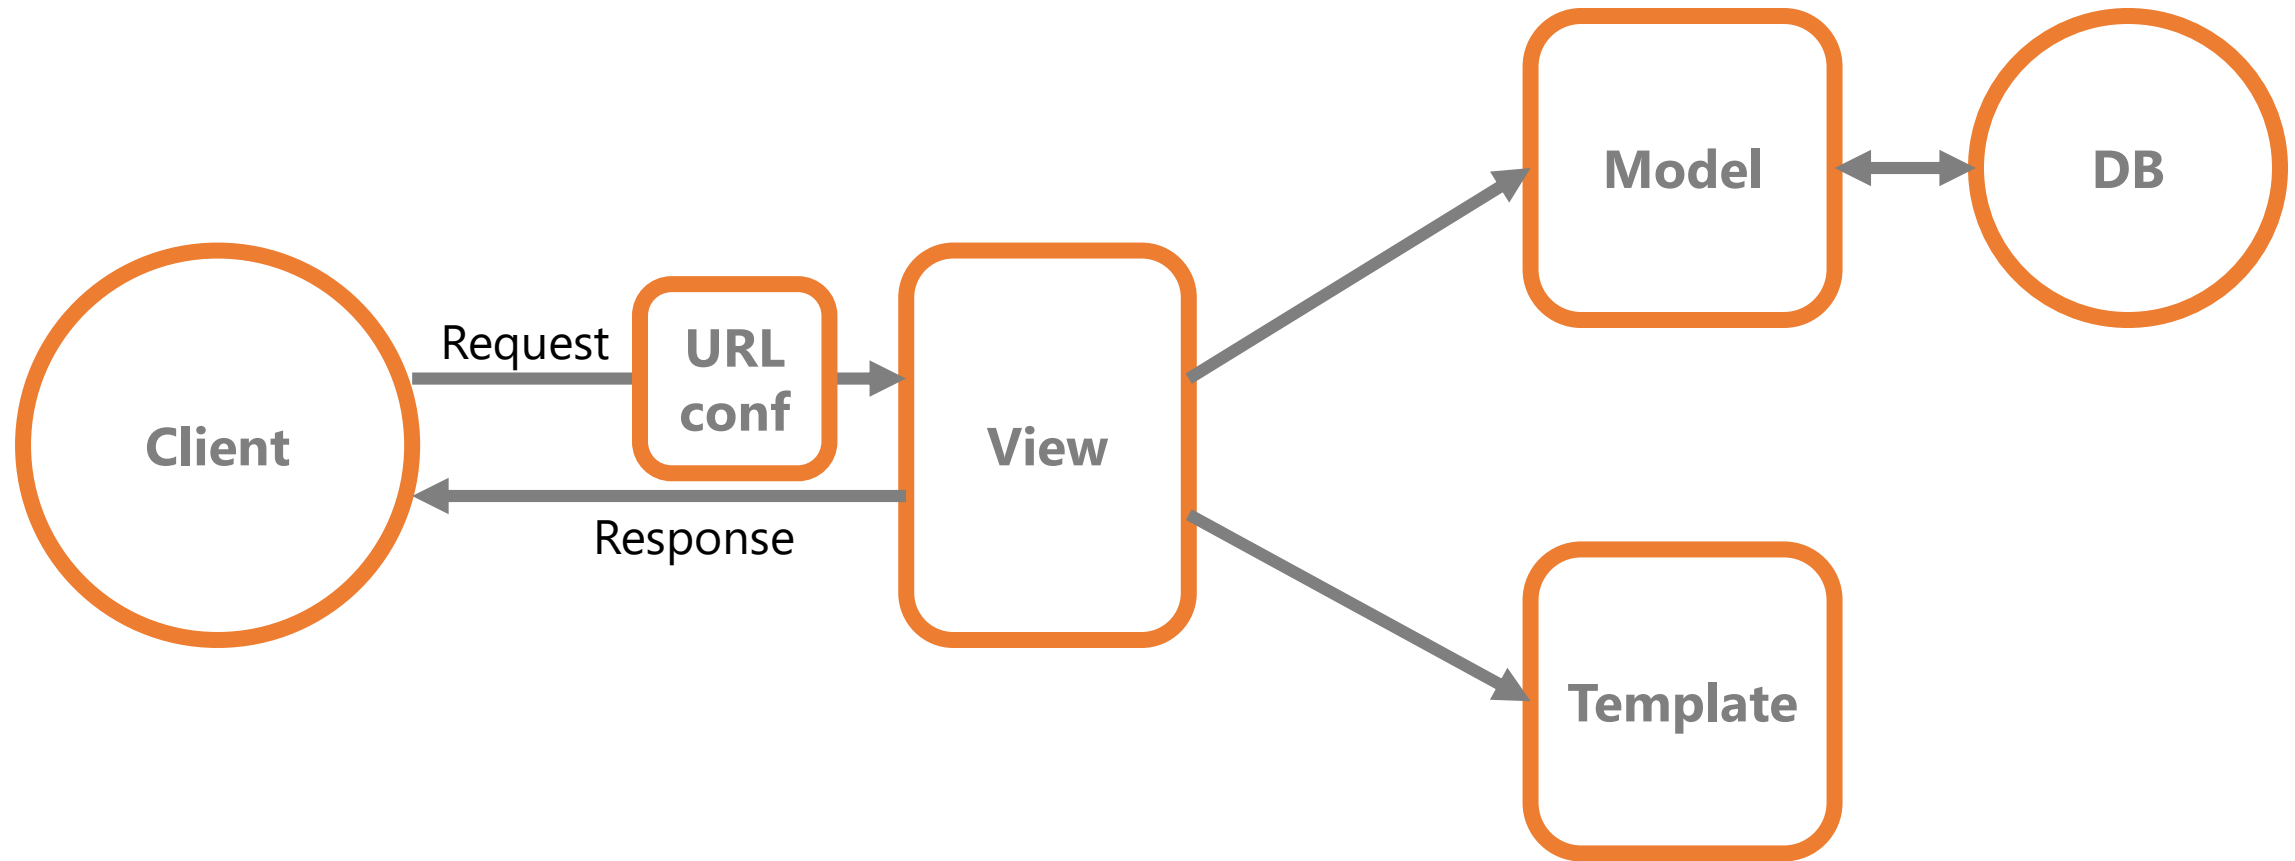 Client
Request
URL
conf
Response
View
Model
DB
Template